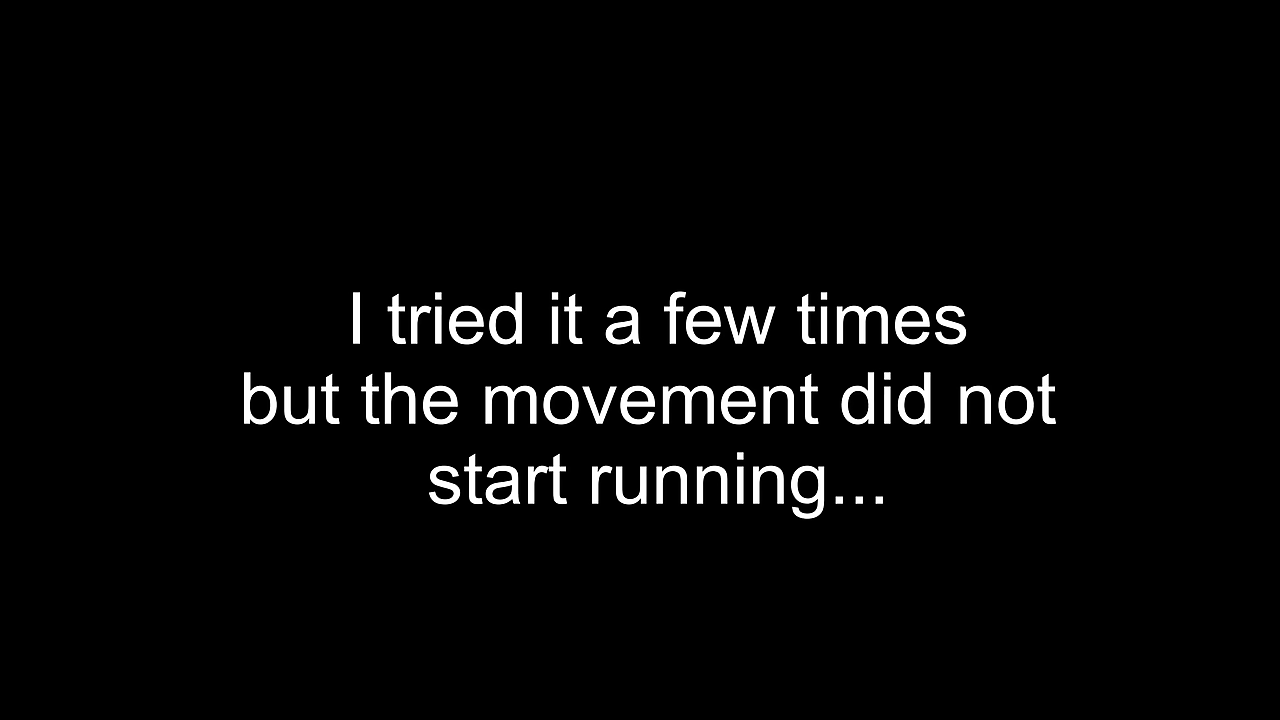 I tried it a few times
but the movement did not
start running...